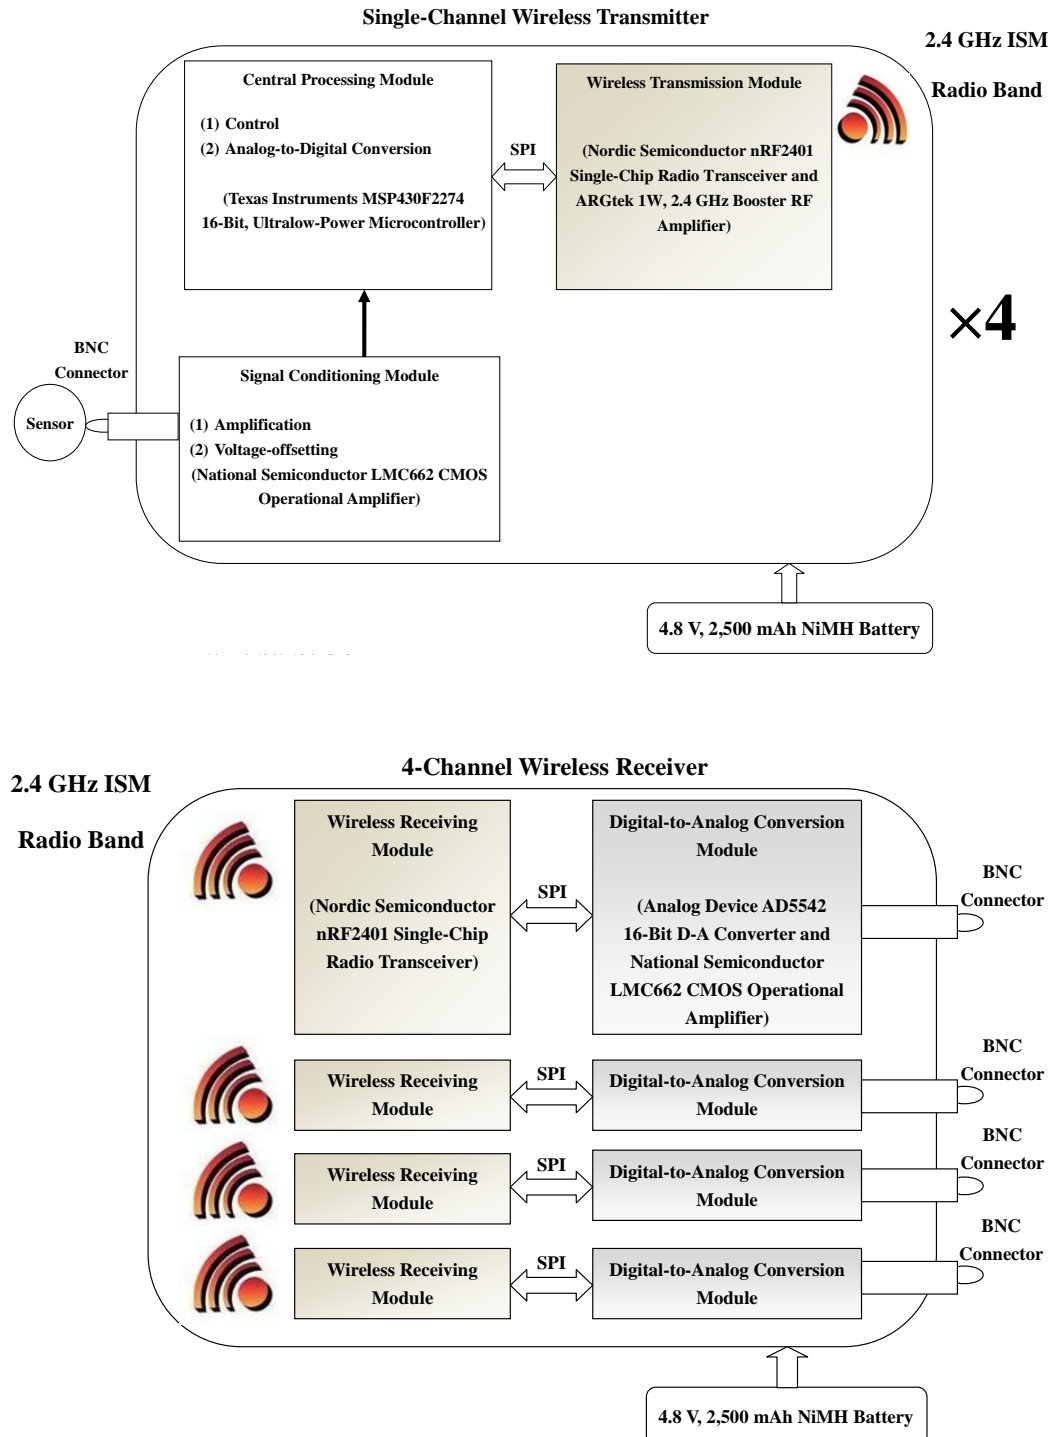 Single-Channel Wireless Transmitter
2.4 GHz ISM
Radio Band
Central Processing Module
(1) Control
(2) Analog-to-Digital Conversion
(Texas Instruments MSP430F2274
16-Bit, Ultralow-Power Microcontroller)
SPI
Wireless Transmission Module
(Nordic Semiconductor nRF2401
Single-Chip Radio Transceiver and
ARGtek 1W, 2.4 GHz Booster RF
Amplifier)
×4
BNC
Connector
Sensor
Signal Conditioning Module
(1) Amplification
(2) Voltage-offsetting
(National Semiconductor LMC662 CMOS
Operational Amplifier)
4.8 V, 2,500 mAh NiMH Battery
4-Channel Wireless Receiver
2.4 GHz ISM
Radio Band
Wireless Receiving
Module
(Nordic Semiconductor
nRF2401 Single-Chip
Radio Transceiver)
SPI
Digital-to-Analog Conversion
Module
(Analog Device AD5542
16-Bit D-A Converter and
National Semiconductor
LMC662 CMOS Operational
Amplifier)
BNC
Connector
Wireless Receiving
Module
SPI
Digital-to-Analog Conversion
Module
BNC
Connector
Wireless Receiving
Module
SPI
Digital-to-Analog Conversion
Module
BNC
Connector
Wireless Receiving
Module
SPI
Digital-to-Analog Conversion
Module
BNC
Connector
4.8 V, 2,500 mAh NiMH Battery